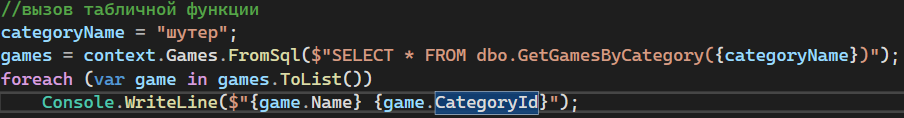 //вызов табличной функции
categoryName = "шутер";
games = context.Games.FromSql($"SELECT * FROM dbo.GetGamesByCategory({categoryName})");
foreach (var game in games.ToList())
    Console.WriteLine($"{game.Name} {game.CategoryId}");